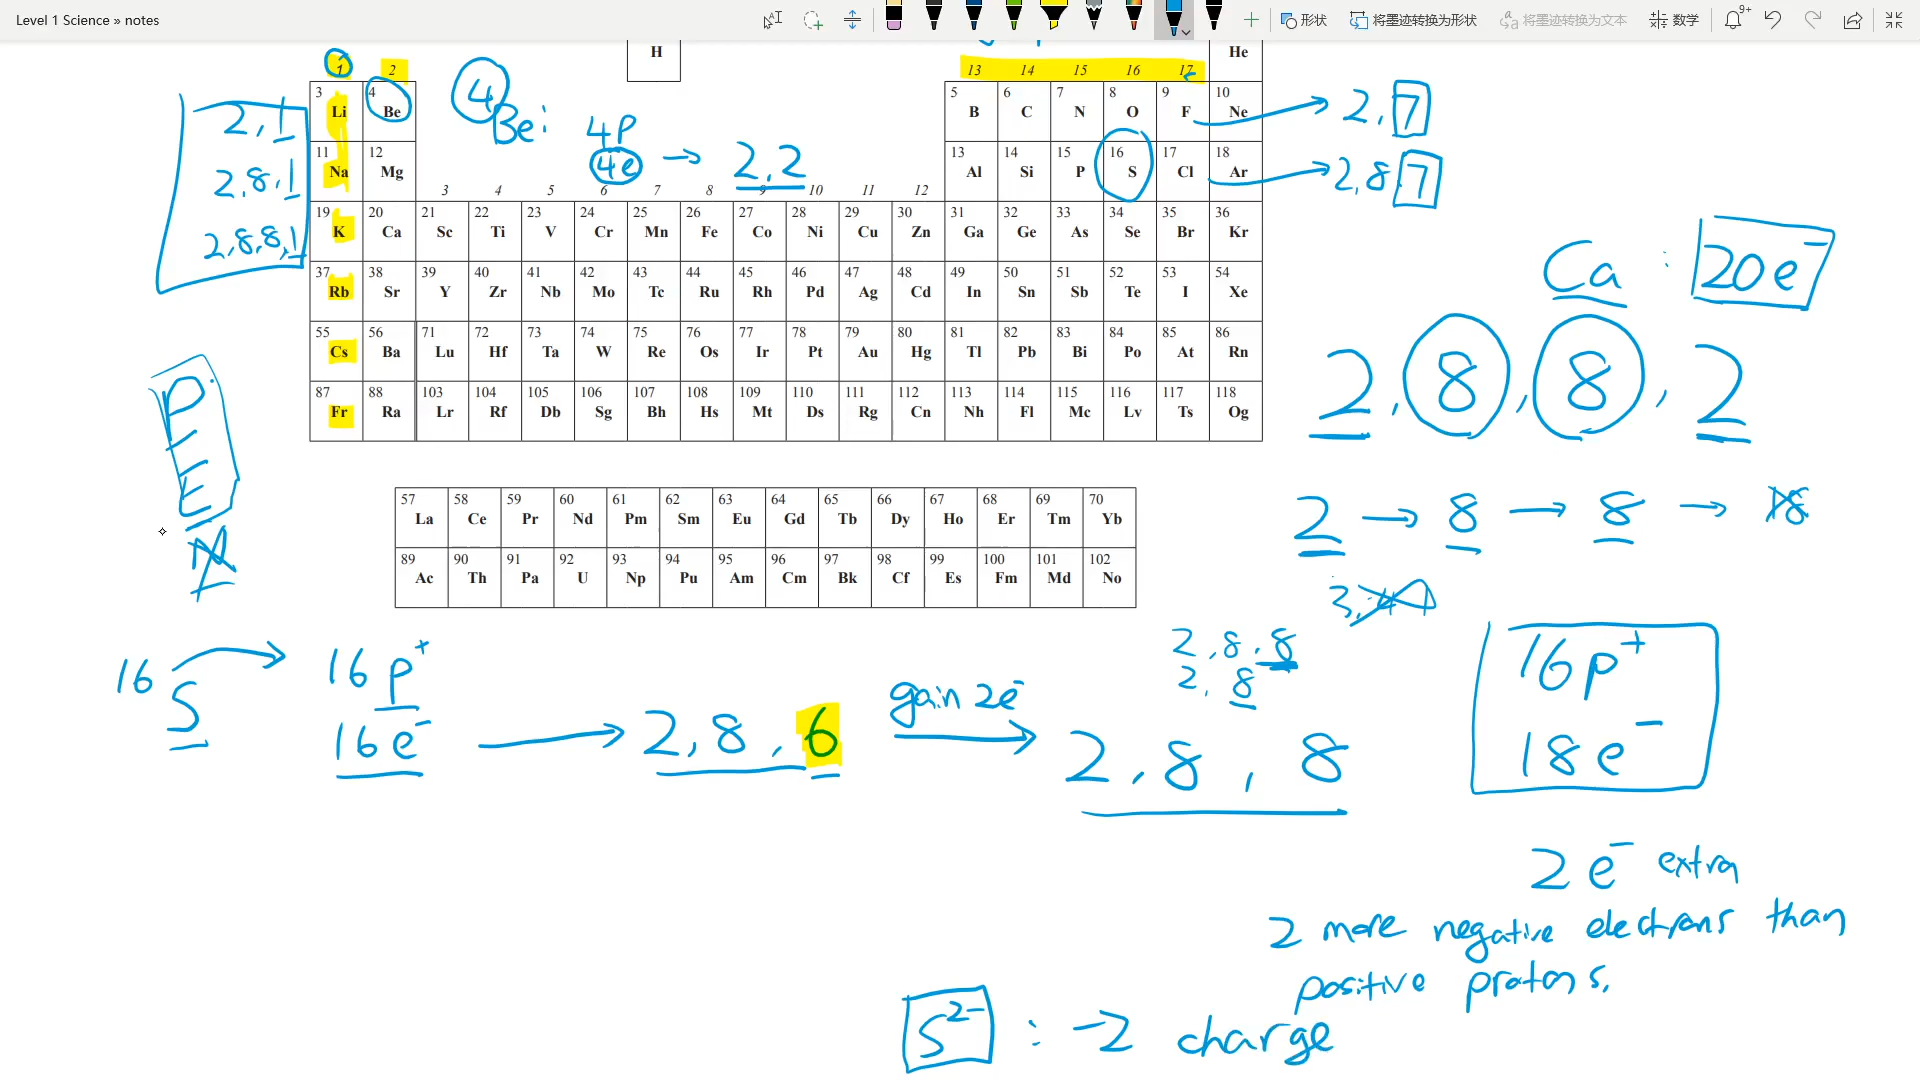 Level 1 Science » notes
形状
将墨迹转换为形状
将墨迹转换为文本
数学
9+
H He
1 2 13 14 15 16 17
3 Li 4 Be 5 B 6 C 7 N 8 O 9 F 10 Ne
11 Na 12 Mg 13 Al 14 Si 15 P 16 S 17 Cl 18 Ar
3 4 5 6 7 8 9 10 11 12
19 K 20 Ca 21 Sc 22 Ti 23 V 24 Cr 25 Mn 26 Fe 27 Co 28 Ni 29 Cu 30 Zn 31 Ga 32 Ge 33 As 34 Se 35 Br 36 Kr
37 Rb 38 Sr 39 Y 40 Zr 41 Nb 42 Mo 43 Tc 44 Ru 45 Rh 46 Pd 47 Ag 48 Cd 49 In 50 Sn 51 Sb 52 Te 53 I 54 Xe
55 Cs 56 Ba 71 Lu 72 Hf 73 Ta 74 W 75 Re 76 Os 77 Ir 78 Pt 79 Au 80 Hg 81 Tl 82 Pb 83 Bi 84 Po 85 At 86 Rn
87 Fr 88 Ra 103 Lr 104 Rf 105 Db 106 Sg 107 Bh 108 Hs 109 Mt 110 Ds 111 Rg 112 Cn 113 Nh 114 Fl 115 Mc 116 Lv 117 Ts 118 Og
57 La 58 Ce 59 Pr 60 Nd 61 Pm 62 Sm 63 Eu 64 Gd 65 Tb 66 Dy 67 Ho 68 Er 69 Tm 70 Yb
89 Ac 90 Th 91 Pa 92 U 93 Np 94 Pu 95 Am 96 Cm 97 Bk 98 Cf 99 Es 100 Fm 101 Md 102 No
2,1
2,8,1
2,8,8,1
4
Be:
4P
4e → 2,2
→ 2,7
→ 2,8 7
Ca : 20e⁻
2,8,8,2
2 → 8 → 8 → 18
P
E
N
16 S → 16 p⁺
16 e⁻ → 2,8,6
gain 2e⁻ →
2,8,8
2,8
2,8,8
16p⁺
18e⁻
2 e⁻ extra
2 more negative electrons than
positive protons.
S²⁻ : -2 charge